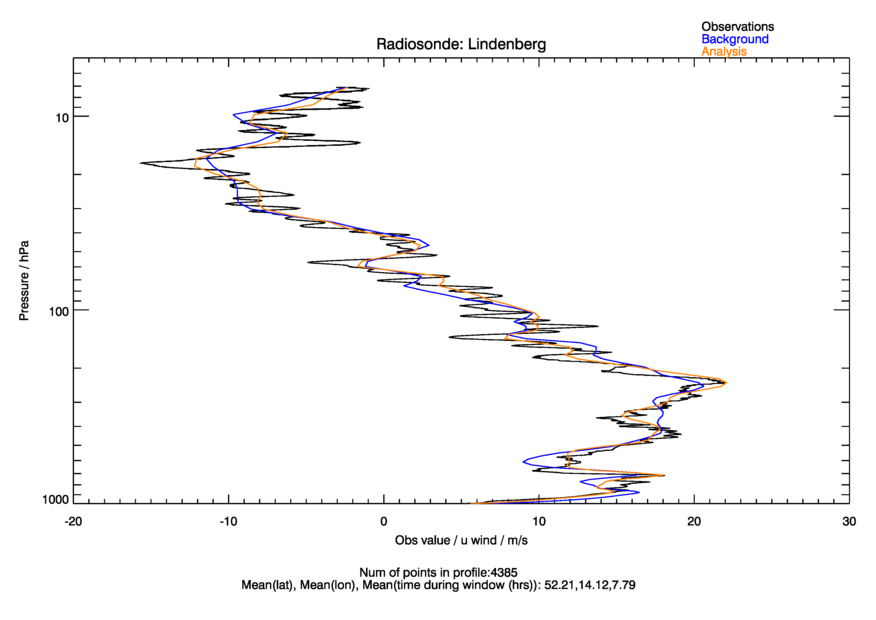 Observations
Radiosonde: Lindenberg
Background
Analysis
10
100
1000
Pressure / hPa
-20 -10 0 10 20 30
Obs value / u wind / m/s
Num of points in profile:4385
Mean(lat), Mean(lon), Mean(time during window (hrs)): 52.21,14.12,7.79